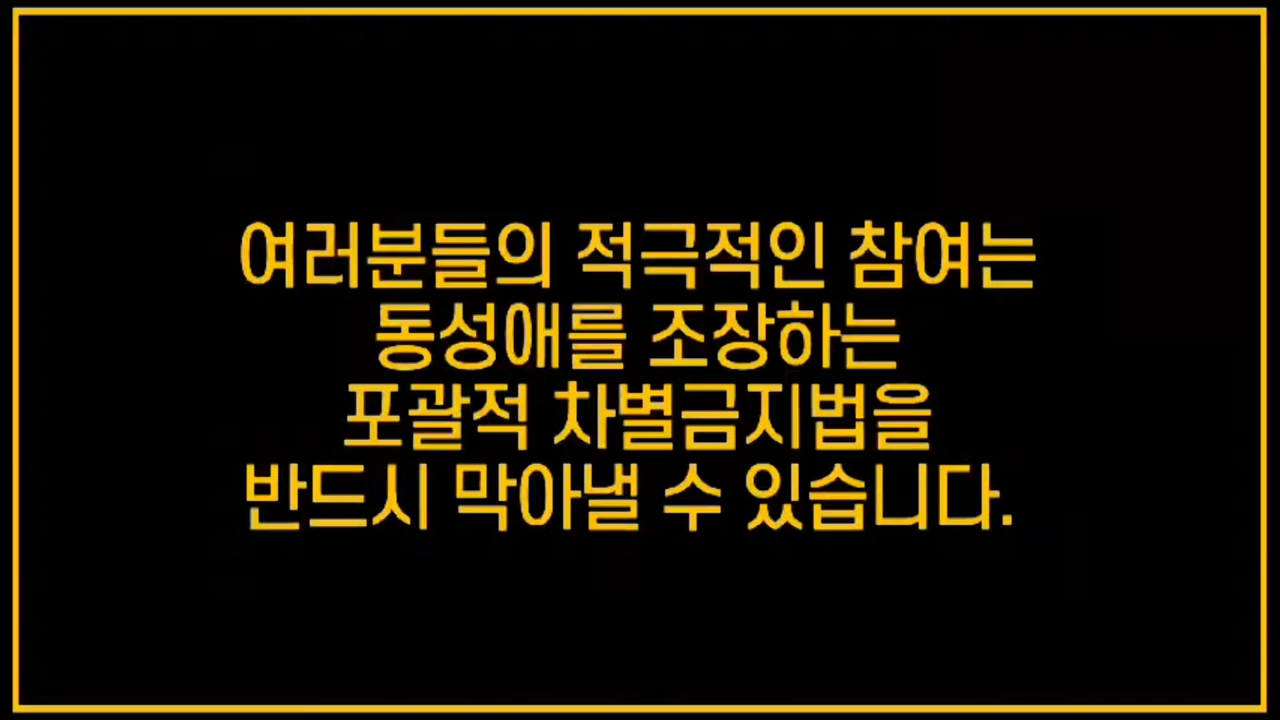 여러분들의 적극적인 참여는
동성애를 조장하는
포괄적 차별금지법을
반드시 막아낼 수 있습니다.